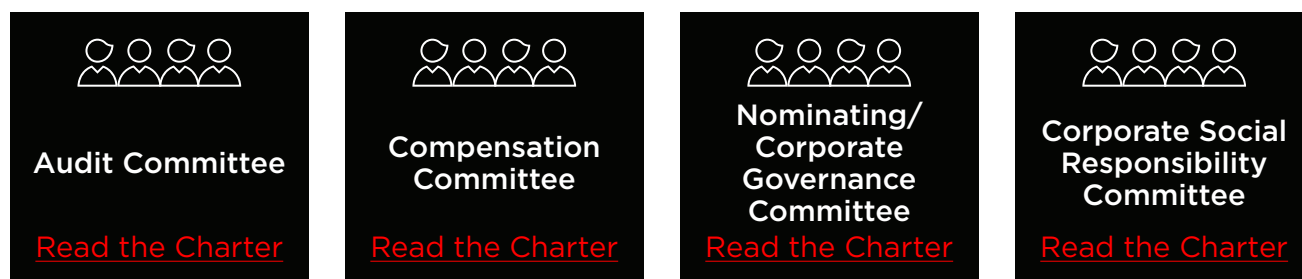 Audit Committee
Read the Charter
Compensation
Committee
Read the Charter
Nominating/
Corporate
Governance
Committee
Read the Charter
Corporate Social
Responsibility
Committee
Read the Charter